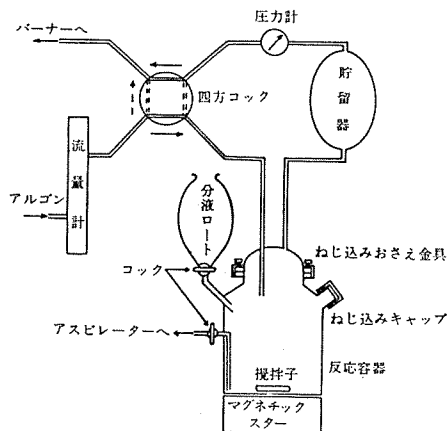 バーナーへ
圧力計
四方コック
貯留器
流量計
アルゴン
分液ロート
コック
ねじ込みおさえ金具
ねじ込みキャップ
アスピレーターへ
反応容器
撹拌子
マグネチック
スター